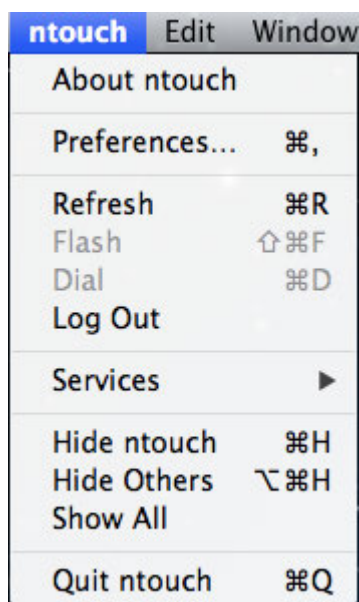 ntouch Edit Window
About ntouch
Preferences... ⌘,
Refresh ⌘R
Flash ⇧⌘F
Dial ⌘D
Log Out
Services ▶
Hide ntouch ⌘H
Hide Others ⌥⌘H
Show All
Quit ntouch ⌘Q